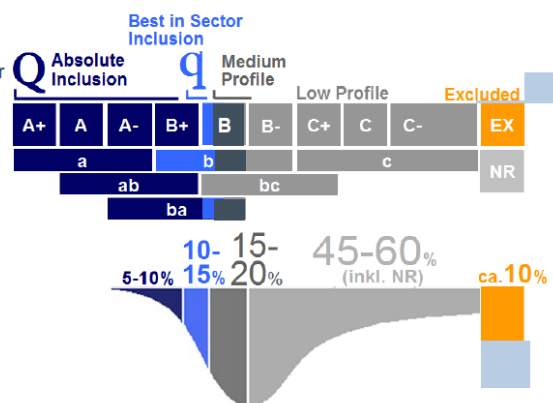 Best in Sector
Inclusion
r
Q Absolute
Inclusion
q Medium
Profile
Low Profile
Excluded
A+ A A- B+ B B- C+ C C- EX
a b c NR
ab bc
ba
5-10% 10-
15% 15-
20% 45-60%
(inkl. NR)
ca.10%